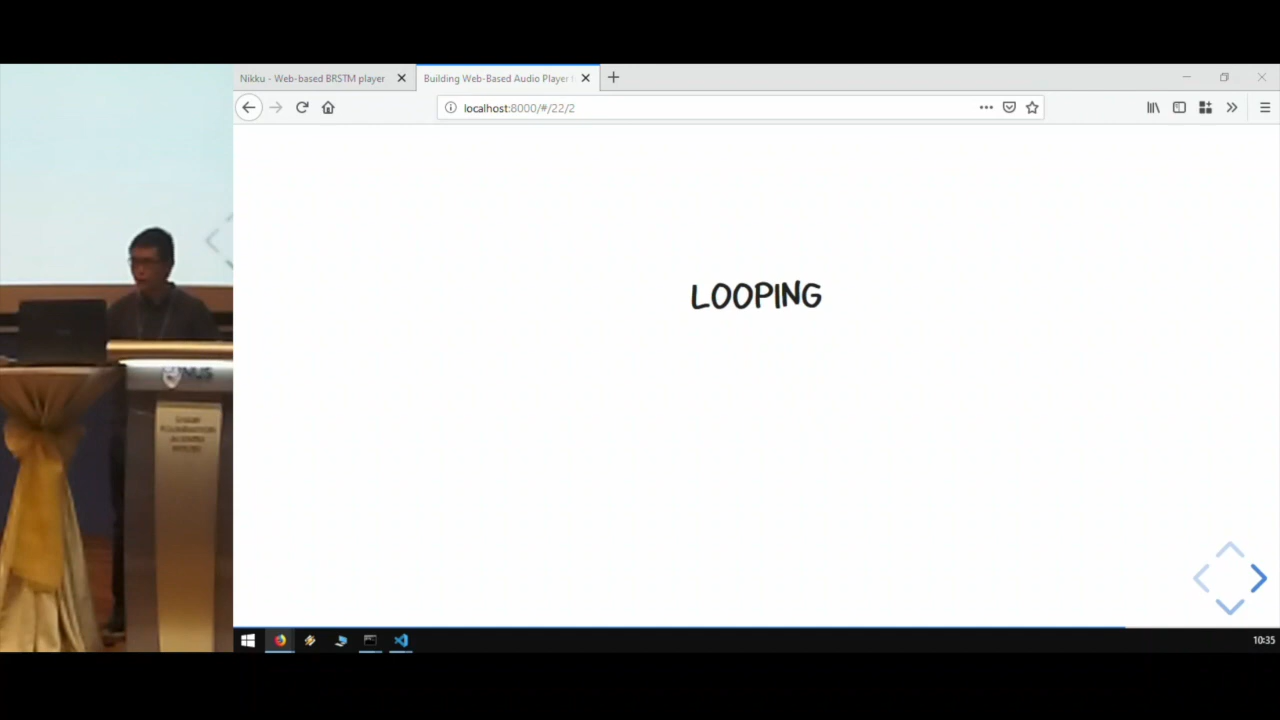 Nikku - Web-based BRSTM player
Building Web-Based Audio Player
localhost:8000/#/22/2
LOOPING
NUS
10:35